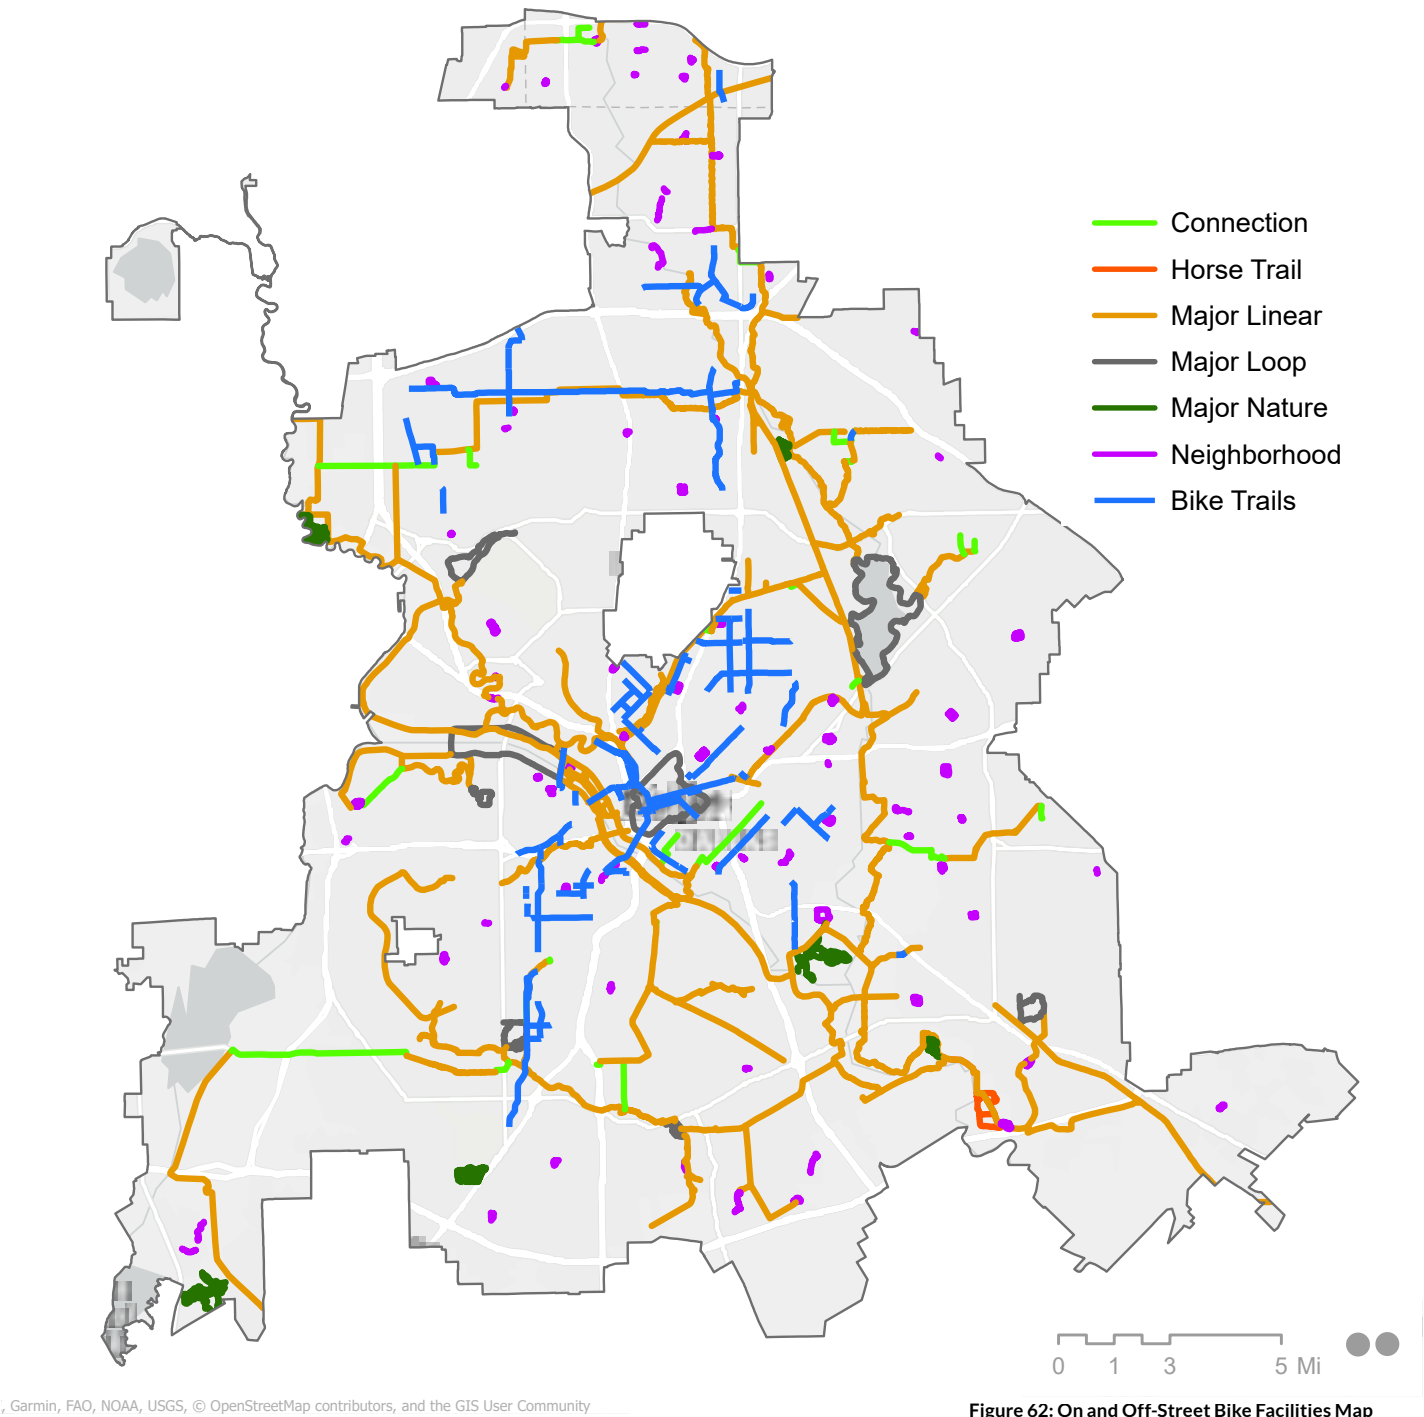 Connection
Horse Trail
Major Linear
Major Loop
Major Nature
Neighborhood
Bike Trails
0 1 3 5 Mi
, Garmin, FAO, NOAA, USGS, © OpenStreetMap contributors, and the GIS User Community
Figure 62: On and Off-Street Bike Facilities Map